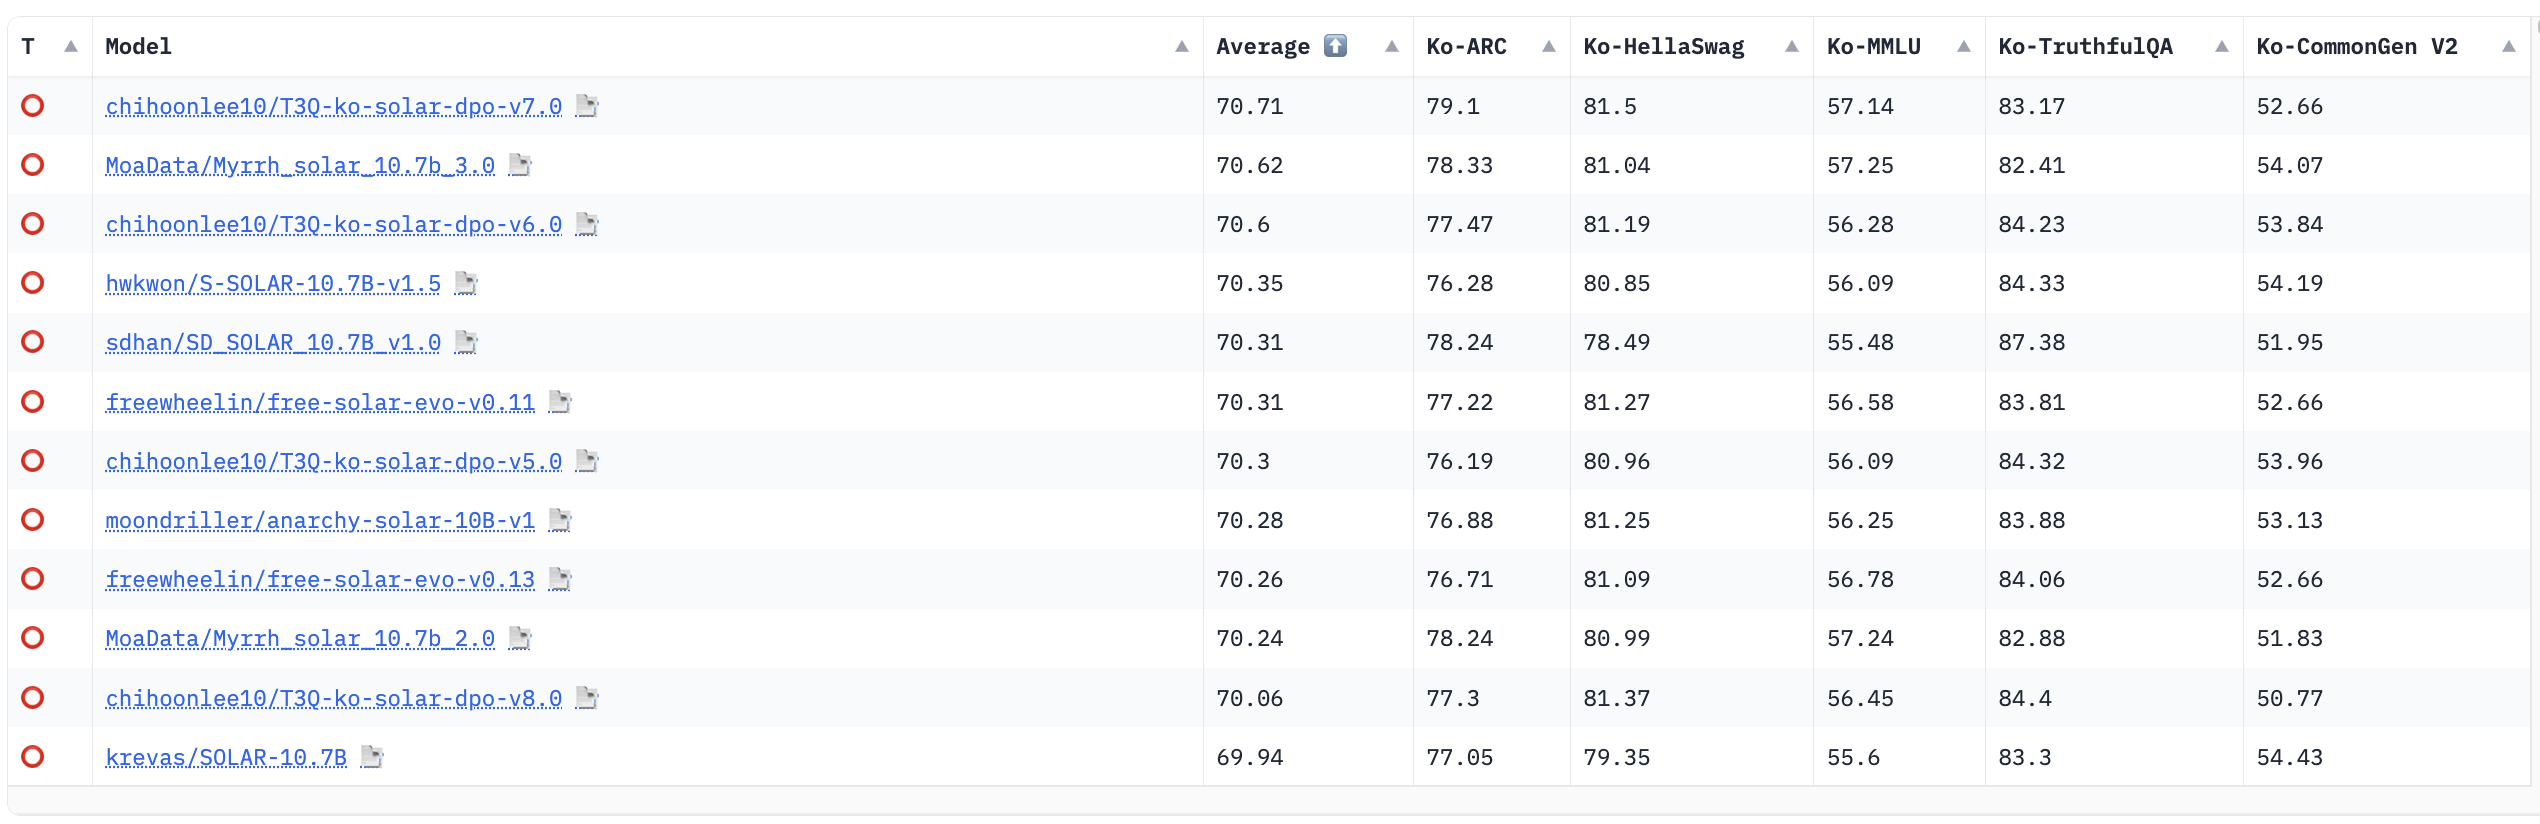 T Model Average Ko-ARC Ko-HellaSwag Ko-MMLU Ko-TruthfulQA Ko-CommonGen V2
chihoonlee10/T3Q-ko-solar-dpo-v7.0 70.71 79.1 81.5 57.14 83.17 52.66
MoaData/Myrrh_solar_10.7b_3.0 70.62 78.33 81.04 57.25 82.41 54.07
chihoonlee10/T3Q-ko-solar-dpo-v6.0 70.6 77.47 81.19 56.28 84.23 53.84
hwkwon/S-SOLAR-10.7B-v1.5 70.35 76.28 80.85 56.09 84.33 54.19
sdhan/SD_SOLAR_10.7B_v1.0 70.31 78.24 78.49 55.48 87.38 51.95
freewheelin/free-solar-evo-v0.11 70.31 77.22 81.27 56.58 83.81 52.66
chihoonlee10/T3Q-ko-solar-dpo-v5.0 70.3 76.19 80.96 56.09 84.32 53.96
moondriller/anarchy-solar-10B-v1 70.28 76.88 81.25 56.25 83.88 53.13
freewheelin/free-solar-evo-v0.13 70.26 76.71 81.09 56.78 84.06 52.66
MoaData/Myrrh_solar_10.7b_2.0 70.24 78.24 80.99 57.24 82.88 51.83
chihoonlee10/T3Q-ko-solar-dpo-v8.0 70.06 77.3 81.37 56.45 84.4 50.77
krevas/SOLAR-10.7B 69.94 77.05 79.35 55.6 83.3 54.43